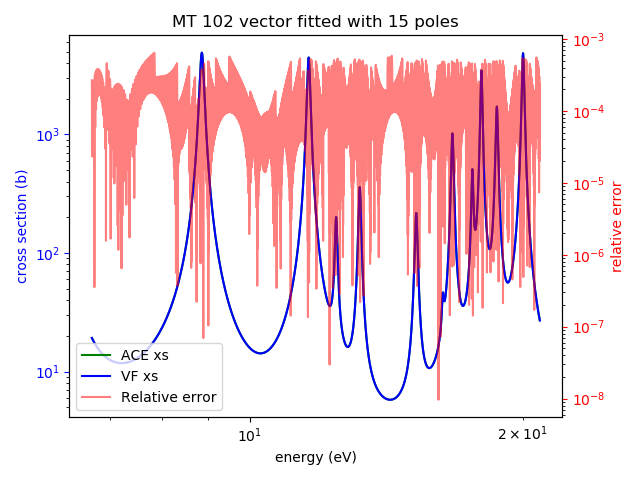 MT 102 vector fitted with 15 poles
10³
10²
10¹
cross section (b)
10⁻³
10⁻⁴
10⁻⁵
10⁻⁶
10⁻⁷
10⁻⁸
relative error
ACE xs
VF xs
Relative error
10¹
2 × 10¹
energy (eV)